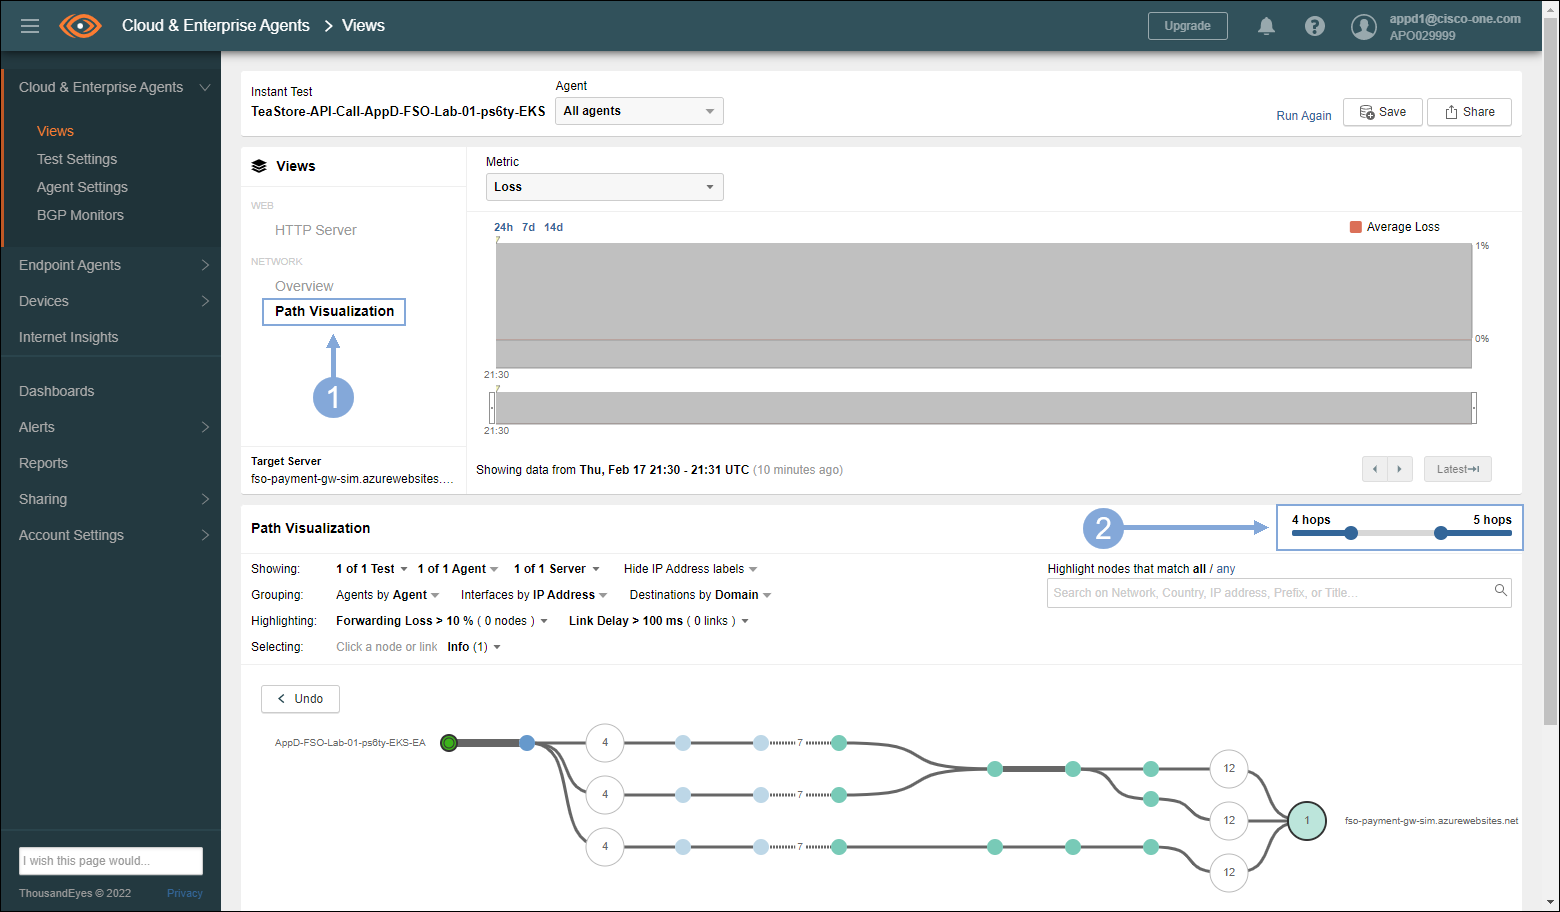 Cloud & Enterprise Agents > Views
Upgrade
appd1@cisco-one.com
APO029999
Cloud & Enterprise Agents
Views
Test Settings
Agent Settings
BGP Monitors
Endpoint Agents
Devices
Internet Insights
Dashboards
Alerts
Reports
Sharing
Account Settings
I wish this page would...
ThousandEyes © 2022 Privacy
Instant Test
TeaStore-API-Call-AppD-FSO-Lab-01-ps6ty-EKS
Agent
All agents
Run Again
Save
Share
Views
WEB
HTTP Server
NETWORK
Overview
Path Visualization
1
Target Server
fso-payment-gw-sim.azurewebsites....
Metric
Loss
24h 7d 14d
Average Loss
7
1%
0%
21:30
7
21:30
Showing data from Thu, Feb 17 21:30 - 21:31 UTC (10 minutes ago)
Latest
Path Visualization
2
4 hops 5 hops
Showing: 1 of 1 Test 1 of 1 Agent 1 of 1 Server Hide IP Address labels
Grouping: Agents by Agent Interfaces by IP Address Destinations by Domain
Highlighting: Forwarding Loss > 10 % ( 0 nodes ) Link Delay > 100 ms ( 0 links )
Selecting: Click a node or link Info (1)
Highlight nodes that match all / any
Search on Network, Country, IP address, Prefix, or Title...
< Undo
AppD-FSO-Lab-01-ps6ty-EKS-EA
4 7 12
4 7 12
4 7 12
1
fso-payment-gw-sim.azurewebsites.net